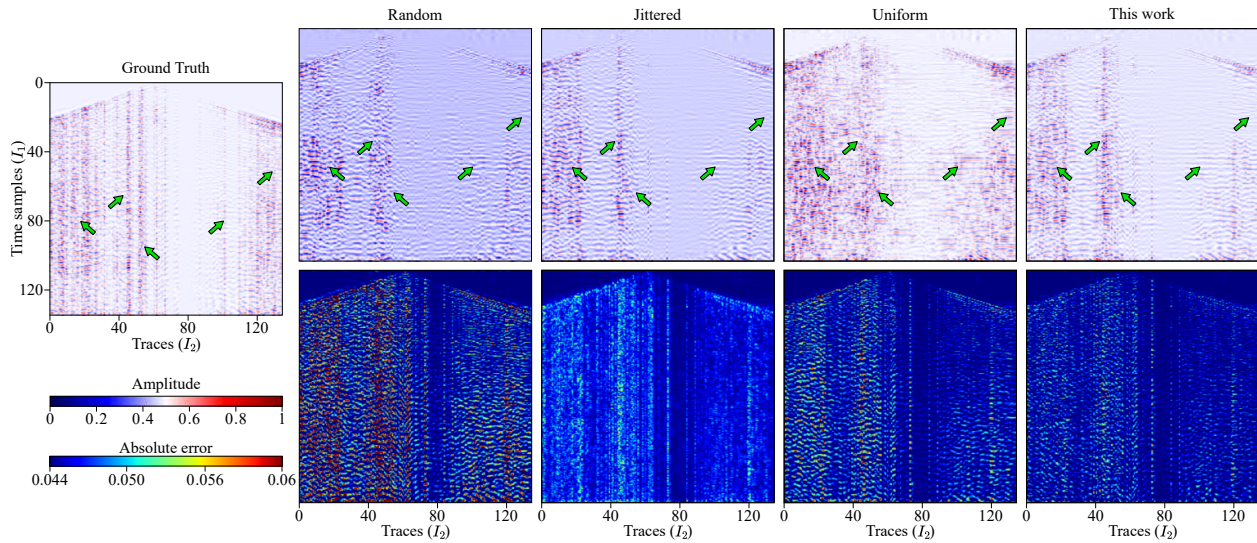 Random Jittered Uniform This work
Ground Truth
0
40
80
120
Time samples (I₁)
0 40 80 120
Traces (I₂)
Amplitude
0 0.2 0.4 0.6 0.8 1
Absolute error
0.044 0.050 0.056 0.06
0 40 80 120 0 40 80 120 0 40 80 120 0 40 80 120
Traces (I₂) Traces (I₂) Traces (I₂) Traces (I₂)